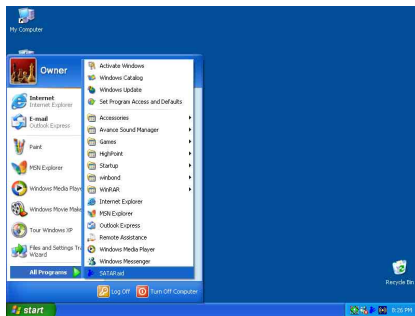 My Computer
Owner
Internet
Internet Explorer
E-mail
Outlook Express
Paint
MSN Explorer
Windows Media Playe
Windows Movie Make
Tour Windows XP
Files and Settings Tr
Wizard
All Programs
Activate Windows
Windows Catalog
Windows Update
Set Program Access and Defaults
Accessories
Avance Sound Manager
Games
HighPoint
Startup
winbond
WinRAR
Internet Explorer
MSN Explorer
Outlook Express
Remote Assistance
Windows Media Player
Windows Messenger
SATARaid
Log Off
Turn Off Computer
Recycle Bin
start
8:26 PM